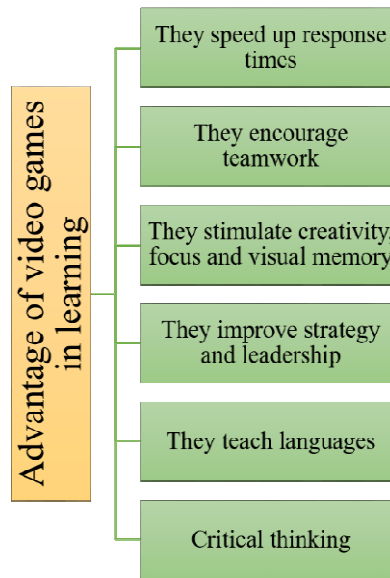 Advantage of video games
in learning
They speed up response
times
They encourage
teamwork
They stimulate creativity,
focus and visual memory
They improve strategy
and leadership
They teach languages
Critical thinking